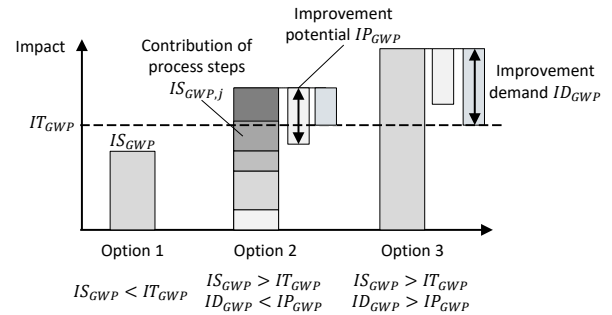 Improvement
potential IP_GWP
Impact
Contribution of
process steps
IS_GWP,j
Improvement
demand ID_GWP
IT_GWP
IS_GWP
Option 1
Option 2
Option 3
IS_GWP < IT_GWP
IS_GWP > IT_GWP
ID_GWP < IP_GWP
IS_GWP > IT_GWP
ID_GWP > IP_GWP